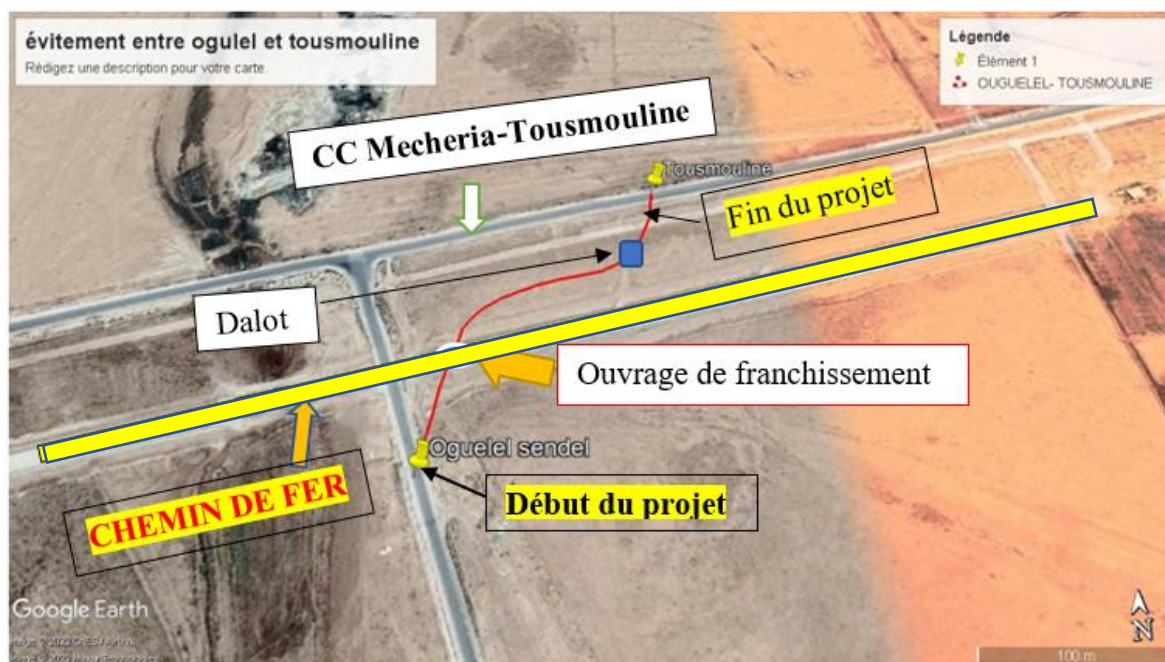 évitement entre ogulel et tousmouline
Rédigez une description pour votre carte.
Légende
Élément 1
OUGUELEL- TOUSMOULINE
CC Mecheria-Tousmouline
Tousmouline
Fin du projet
Dalot
Ouvrage de franchissement
Oguelel sendel
Début du projet
CHEMIN DE FER
Google Earth
100 m
N